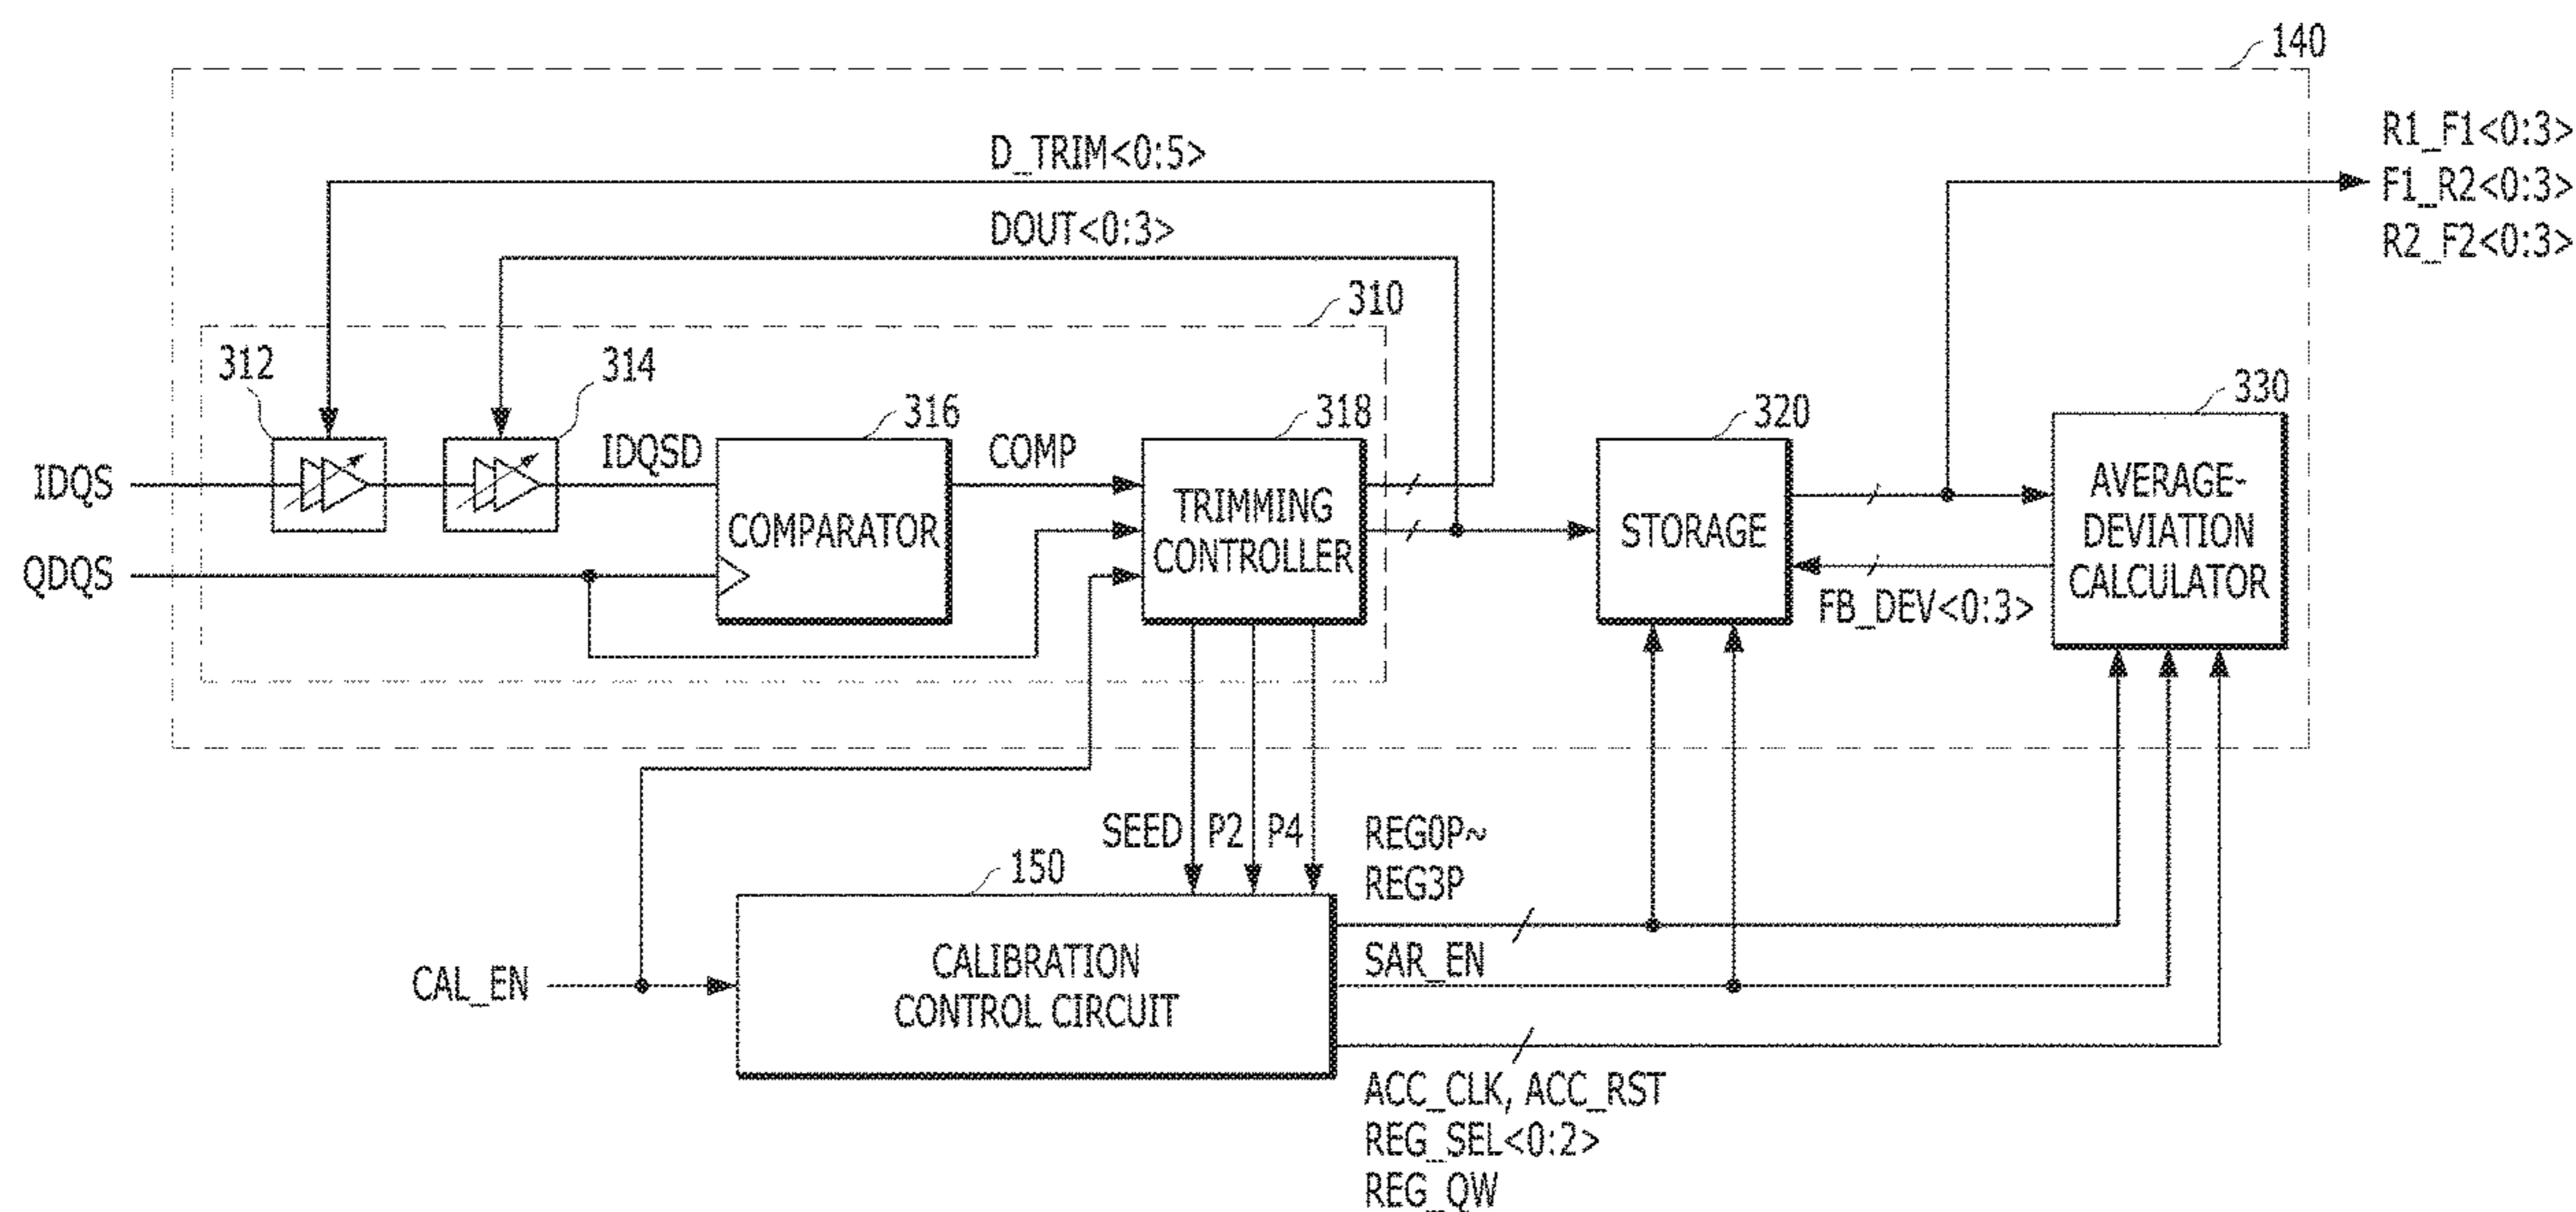 140
R1_F1<0:3>
F1_R2<0:3>
R2_F2<0:3>
D_TRIM<0:5>
DOUT<0:3>
310
312
314
316
318
320
330
IDQS
IDQSD
COMP
QDQS
COMPARATOR
TRIMMING
CONTROLLER
STORAGE
AVERAGE-
DEVIATION
CALCULATOR
FB_DEV<0:3>
SEED
P2
P4
REG0P~
REG3P
150
CAL_EN
CALIBRATION
CONTROL CIRCUIT
SAR_EN
ACC_CLK, ACC_RST
REG_SEL<0:2>
REG_QW